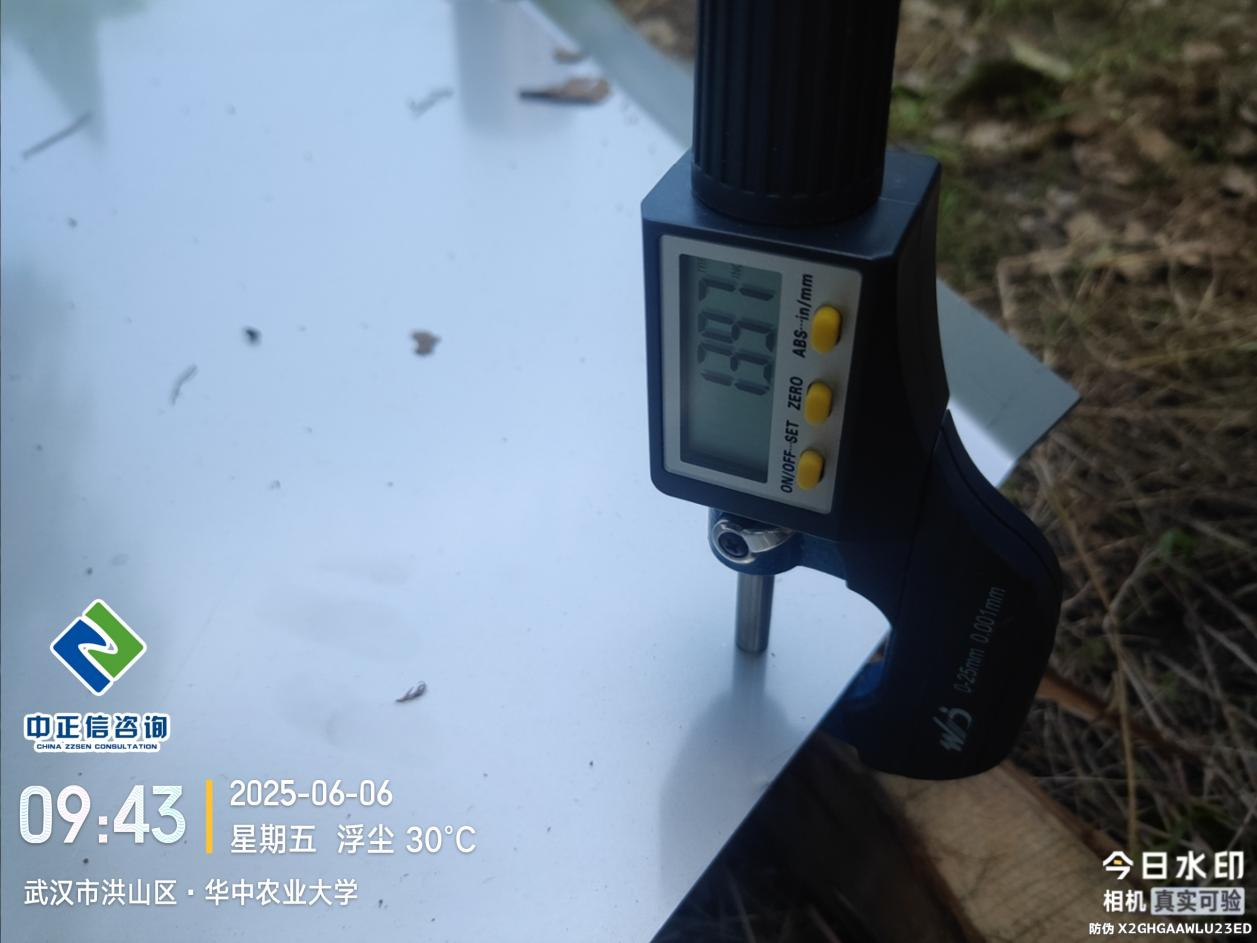 ABS···in/mm
ZERO
ON/OFF···SET
0-25mm 0.001mm
中正信咨询
CHINA ZZSEN CONSULTATION
09:43
2025-06-06
星期五 浮尘 30℃
武汉市洪山区·华中农业大学
今日水印
相机 真实可验
防伪 X2GHGAAWLU23ED